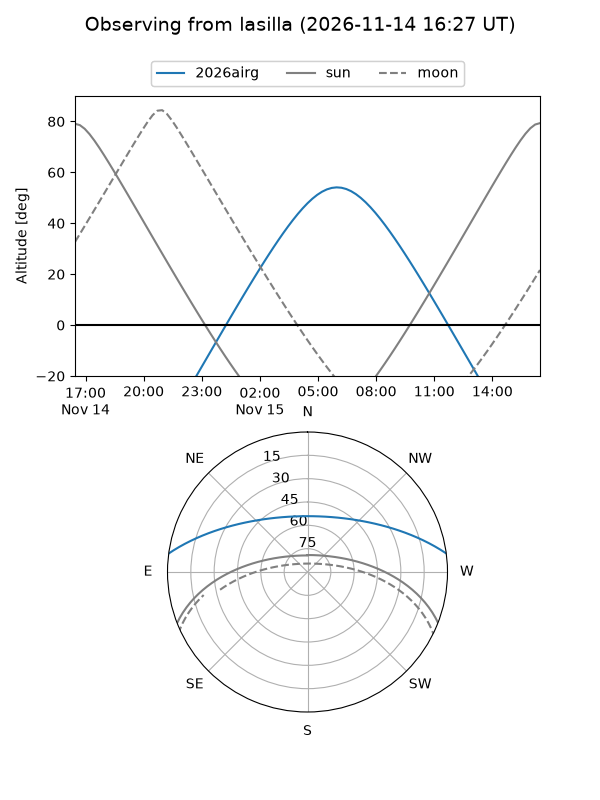 Observing from lasilla (2026-11-14 16:27 UT)
2026airg sun moon
Altitude [deg]
80
60
40
20
0
−20
17:00 20:00 23:00 02:00 05:00 08:00 11:00 14:00
Nov 14 Nov 15
N
NE NW
15
30
45
60
75
E W
SE SW
S